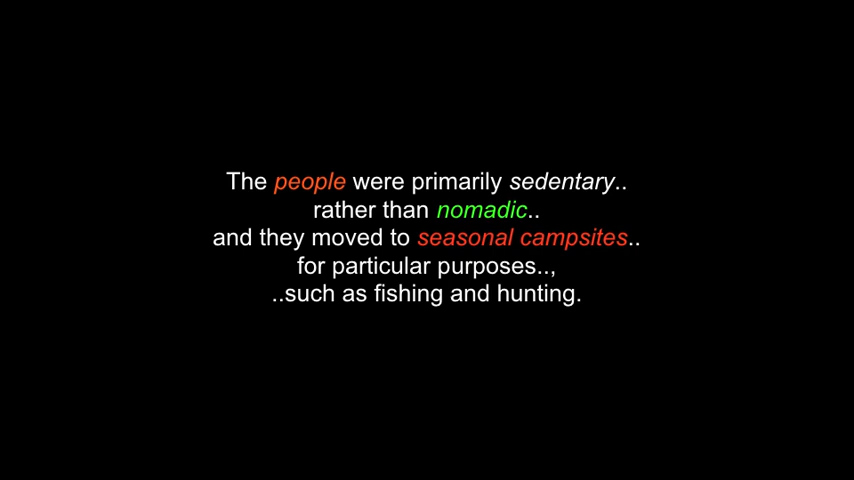 The people were primarily sedentary..
rather than nomadic..
and they moved to seasonal campsites..
for particular purposes..,
..such as fishing and hunting.